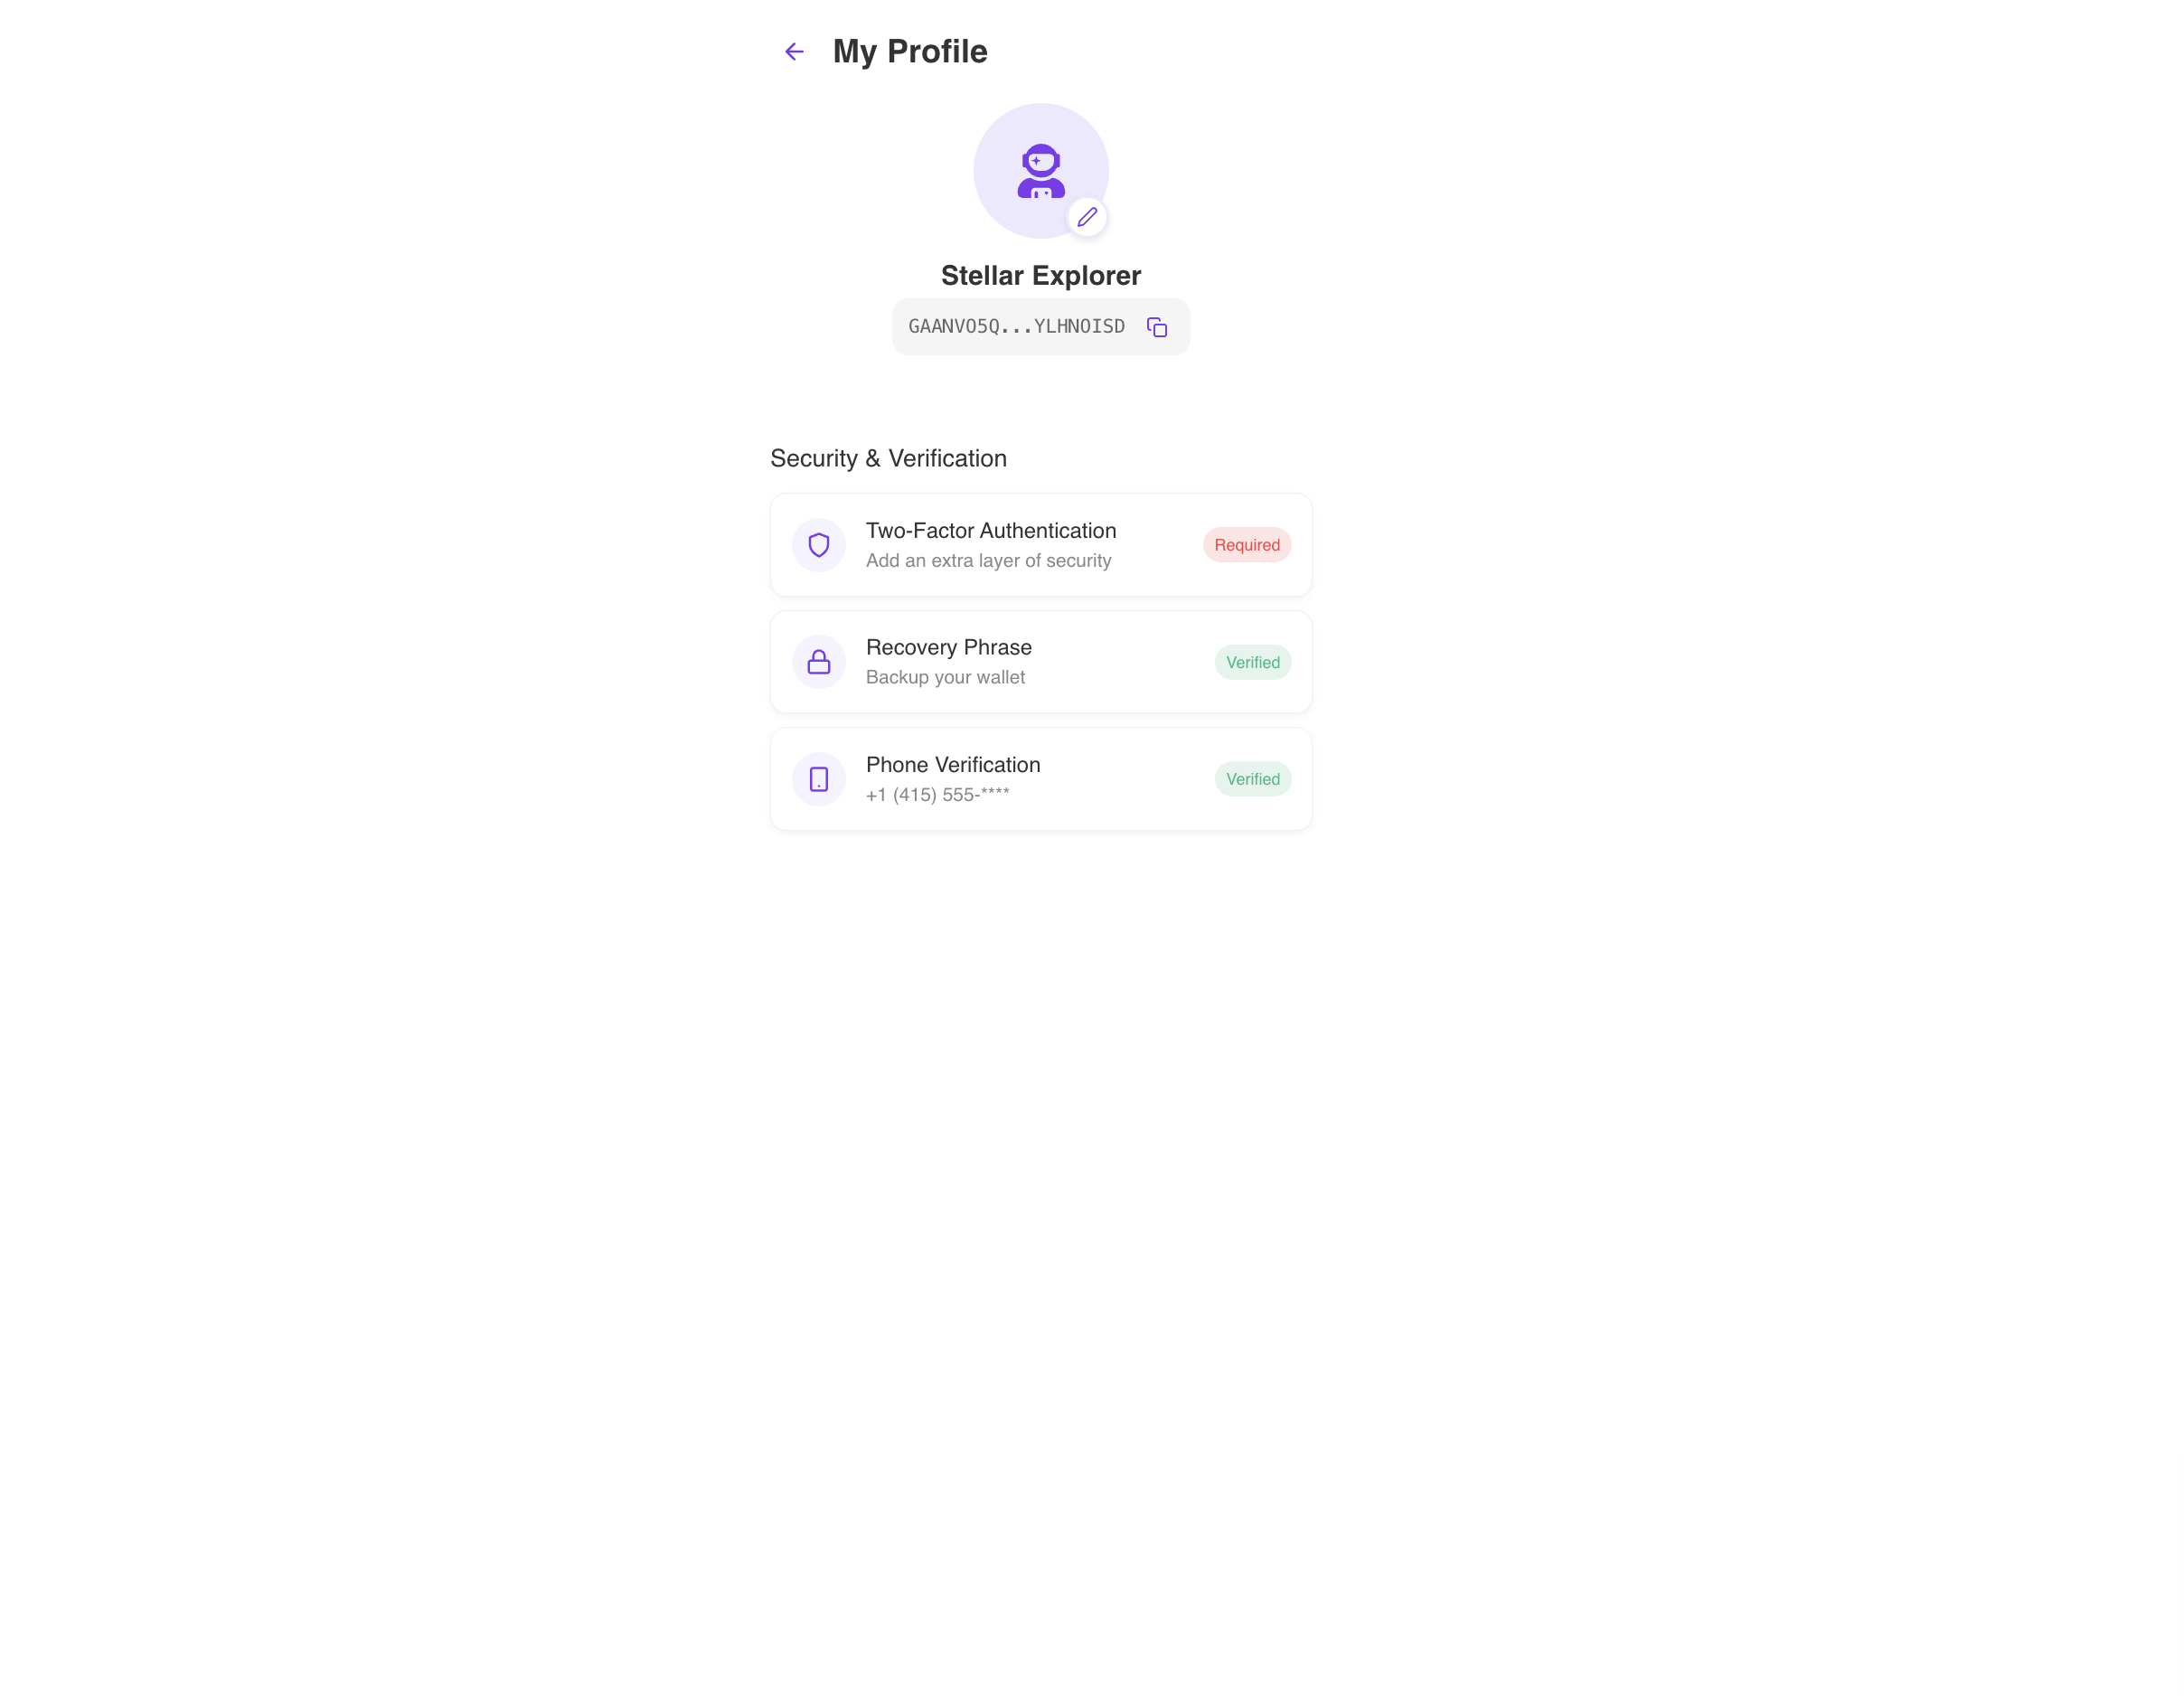 My Profile
Stellar Explorer
GAANVO5Q...YLHNOISD
Security & Verification
Two-Factor Authentication
Add an extra layer of security
Required
Recovery Phrase
Backup your wallet
Verified
Phone Verification
+1 (415) 555-****
Verified